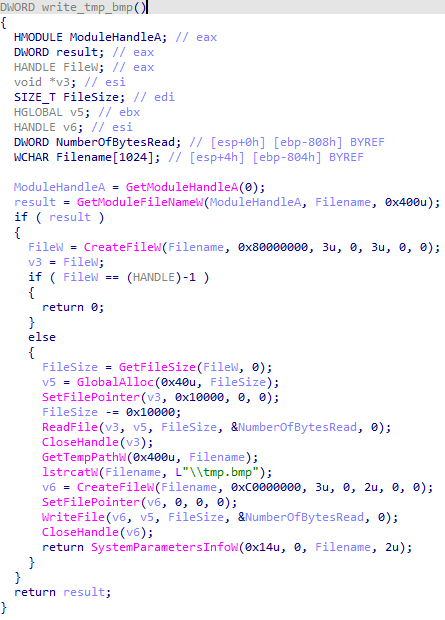 DWORD write_tmp_bmp()
{
  HMODULE ModuleHandleA; // eax
  DWORD result; // eax
  HANDLE FileW; // eax
  void *v3; // esi
  SIZE_T FileSize; // edi
  HGLOBAL v5; // ebx
  HANDLE v6; // esi
  DWORD NumberOfBytesRead; // [esp+0h] [ebp-808h] BYREF
  WCHAR Filename[1024]; // [esp+4h] [ebp-804h] BYREF

  ModuleHandleA = GetModuleHandleA(0);
  result = GetModuleFileNameW(ModuleHandleA, Filename, 0x400u);
  if ( result )
  {
    FileW = CreateFileW(Filename, 0x80000000, 3u, 0, 3u, 0, 0);
    v3 = FileW;
    if ( FileW == (HANDLE)-1 )
    {
      return 0;
    }
    else
    {
      FileSize = GetFileSize(FileW, 0);
      v5 = GlobalAlloc(0x40u, FileSize);
      SetFilePointer(v3, 0x10000, 0, 0);
      FileSize -= 0x10000;
      ReadFile(v3, v5, FileSize, &NumberOfBytesRead, 0);
      CloseHandle(v3);
      GetTempPathW(0x400u, Filename);
      lstrcatW(Filename, L"\\tmp.bmp");
      v6 = CreateFileW(Filename, 0xC0000000, 3u, 0, 2u, 0, 0);
      SetFilePointer(v6, 0, 0, 0);
      WriteFile(v6, v5, FileSize, &NumberOfBytesRead, 0);
      CloseHandle(v6);
      return SystemParametersInfoW(0x14u, 0, Filename, 2u);
    }
  }
  return result;
}